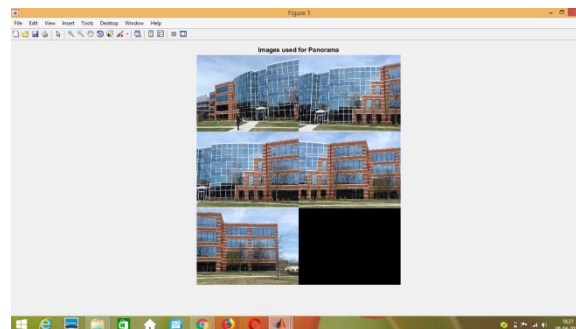 Figure 1
File Edit View Insert Tools Desktop Window Help
Images used for Panorama